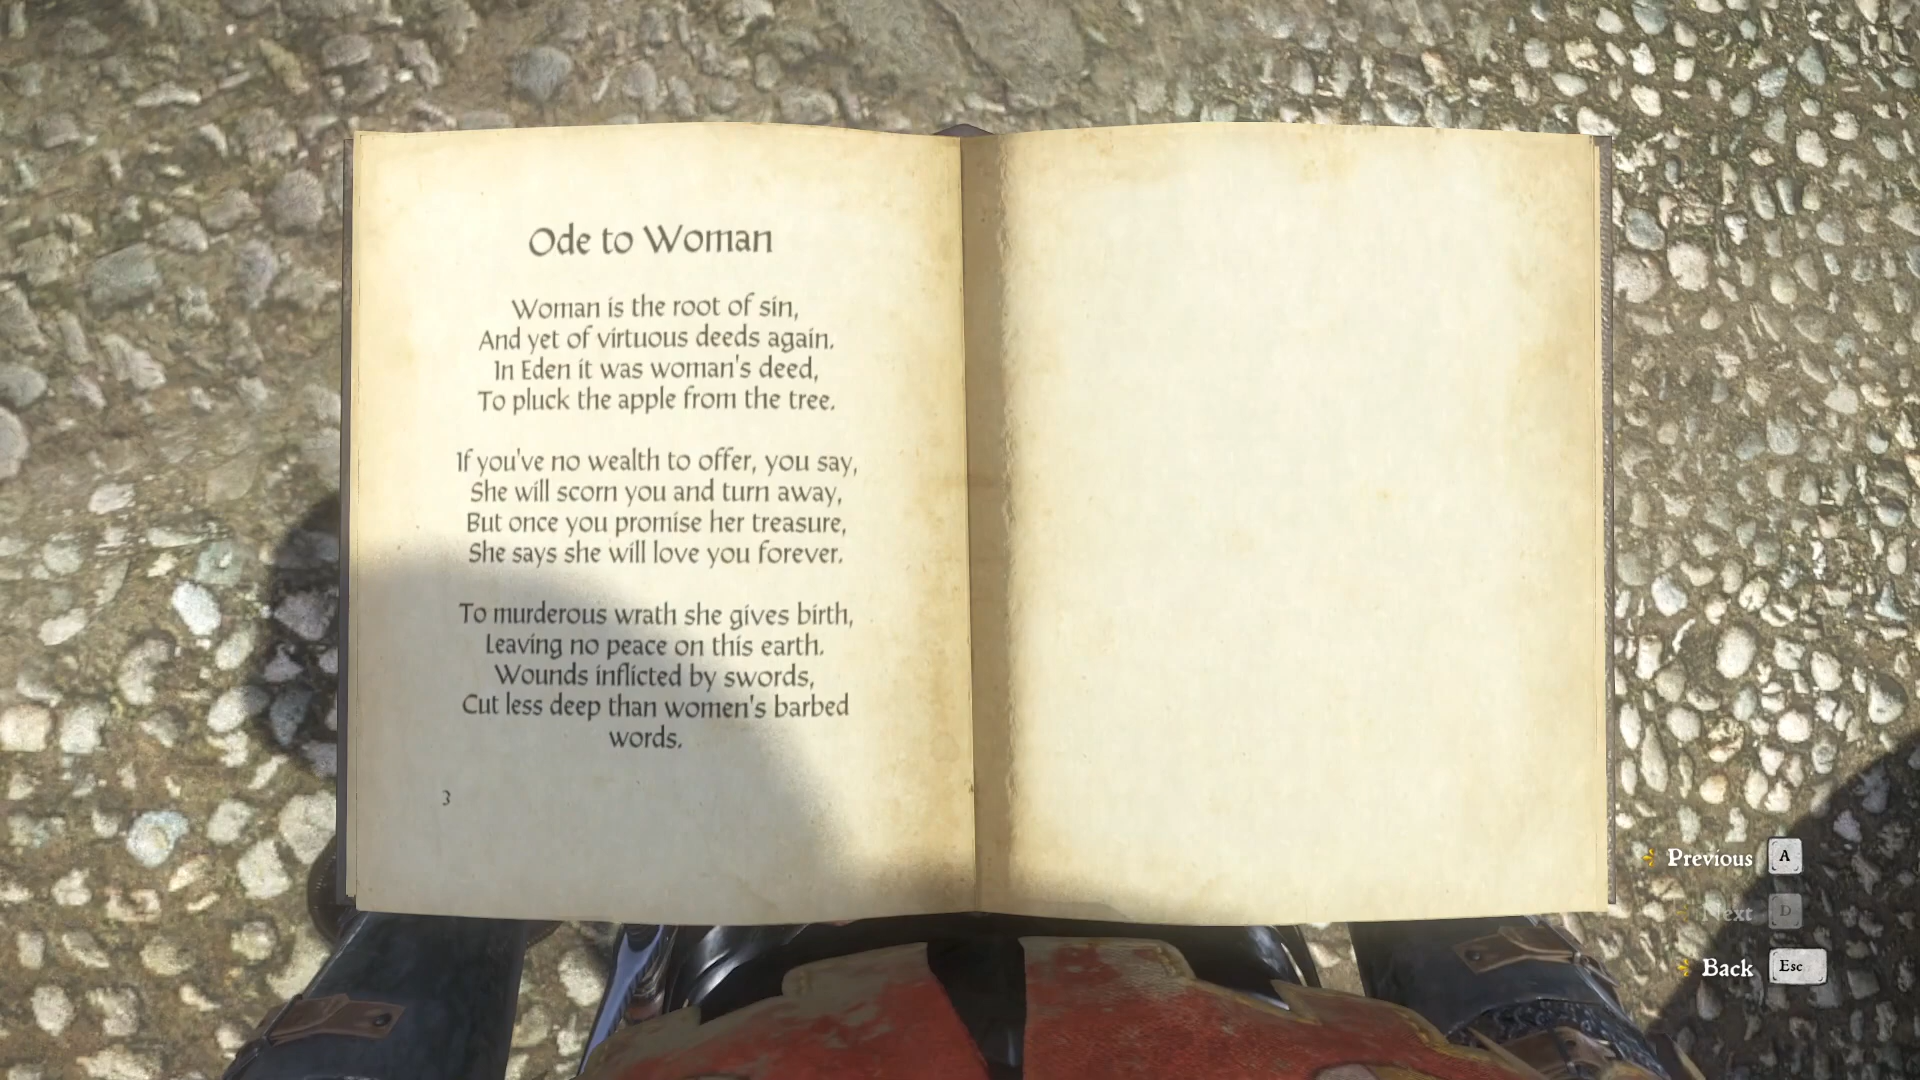 Ode to Woman
Woman is the root of sin,
And yet of virtuous deeds again.
In Eden it was woman's deed,
To pluck the apple from the tree.
If you've no wealth to offer, you say,
She will scorn you and turn away,
But once you promise her treasure,
She says she will love you forever.
To murderous wrath she gives birth,
Leaving no peace on this earth.
Wounds inflicted by swords,
Cut less deep than women's barbed
words.
3
Previous A
Next D
Back Esc